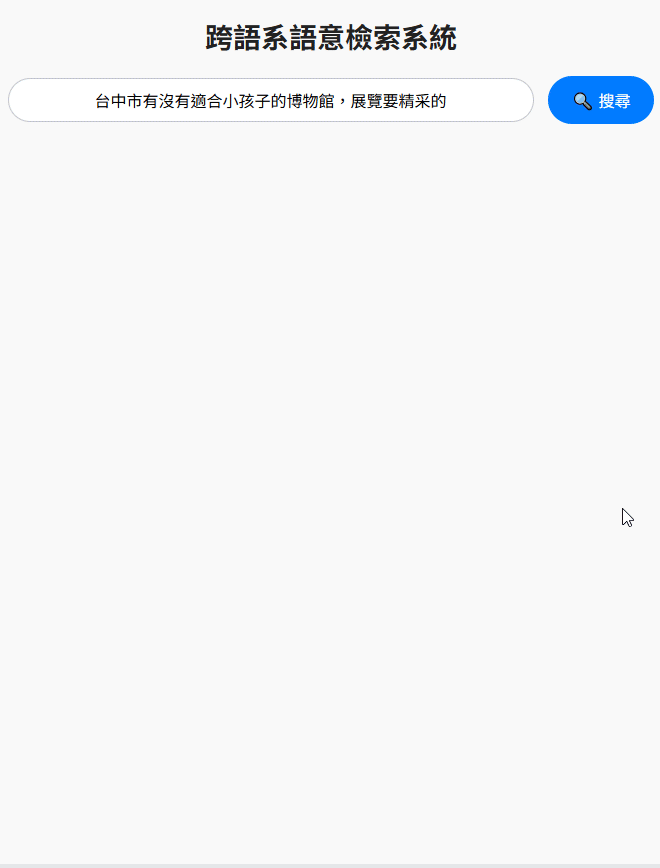 跨語系語意檢索系統
台中市有沒有適合小孩子的博物館，展覽要精采的
搜尋